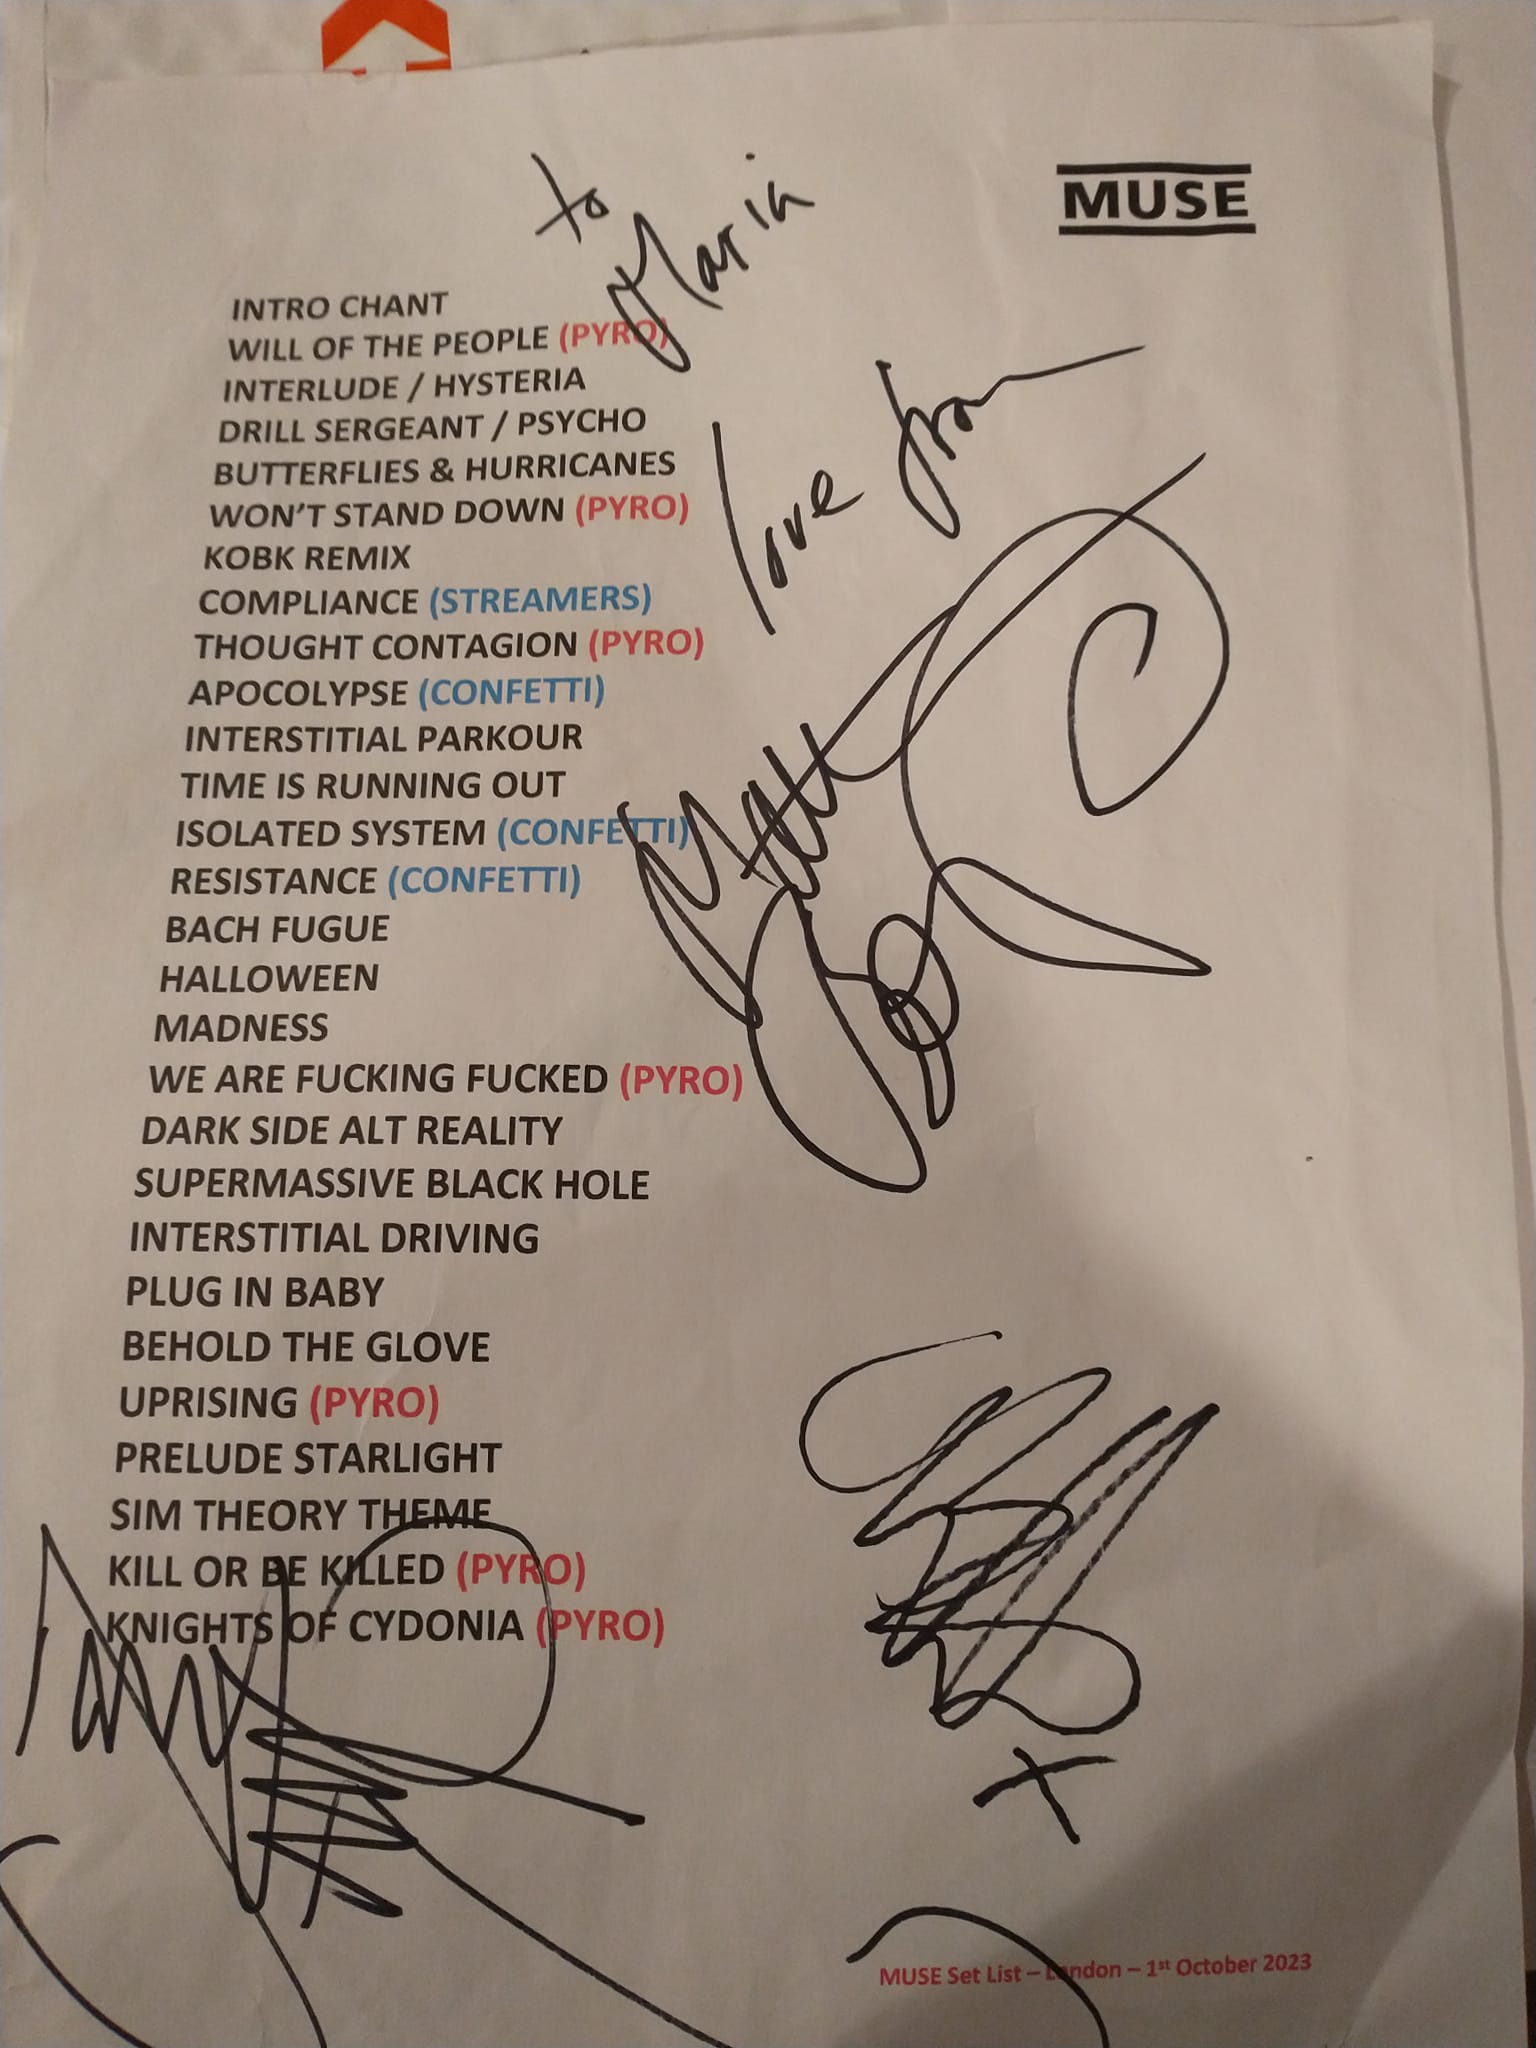 to
Maria
MUSE
love from
Matt
INTRO CHANT
WILL OF THE PEOPLE (PYRO)
INTERLUDE / HYSTERIA
DRILL SERGEANT / PSYCHO
BUTTERFLIES & HURRICANES
WON'T STAND DOWN (PYRO)
KOBK REMIX
COMPLIANCE (STREAMERS)
THOUGHT CONTAGION (PYRO)
APOCOLYPSE (CONFETTI)
INTERSTITIAL PARKOUR
TIME IS RUNNING OUT
ISOLATED SYSTEM (CONFETTI)
RESISTANCE (CONFETTI)
BACH FUGUE
HALLOWEEN
MADNESS
WE ARE FUCKING FUCKED (PYRO)
DARK SIDE ALT REALITY
SUPERMASSIVE BLACK HOLE
INTERSTITIAL DRIVING
PLUG IN BABY
BEHOLD THE GLOVE
UPRISING (PYRO)
PRELUDE STARLIGHT
SIM THEORY THEME
KILL OR BE KILLED (PYRO)
KNIGHTS OF CYDONIA (PYRO)
X
MUSE Set List – London – 1st October 2023